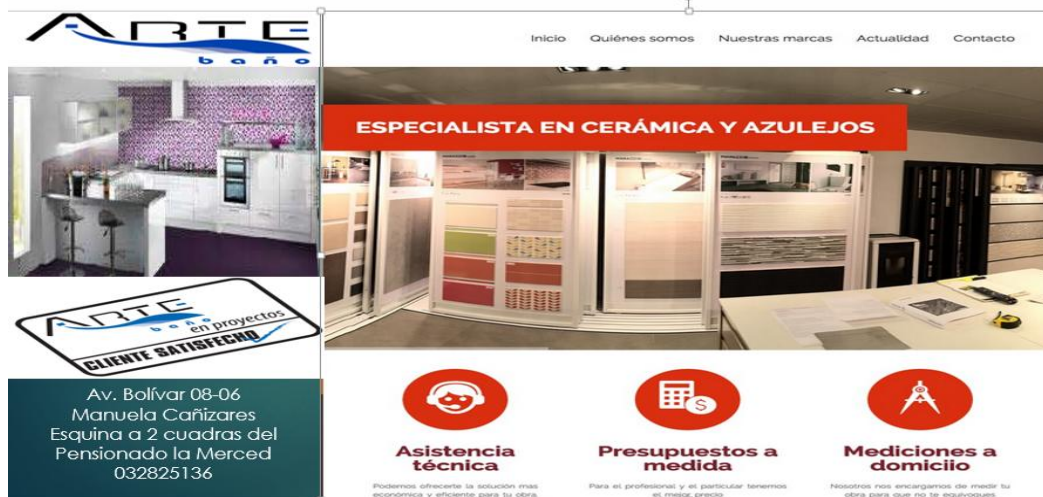 ARTE
baño
Inicio Quiénes somos Nuestras marcas Actualidad Contacto
ESPECIALISTA EN CERÁMICA Y AZULEJOS
ARTE
baño
en proyectos
CLIENTE SATISFECHO
Av. Bolívar 08-06
Manuela Cañizares
Esquina a 2 cuadras del
Pensionado la Merced
032825136
Asistencia
técnica
Podemos ofrecerte la solución mas
económica y eficiente para tu obra.
Presupuestos a
medida
Para el profesional y el particular tenemos
el mejor precio.
Mediciones a
domicilio
Nosotros nos encargamos de medir tu
obra para que no te equivoques.